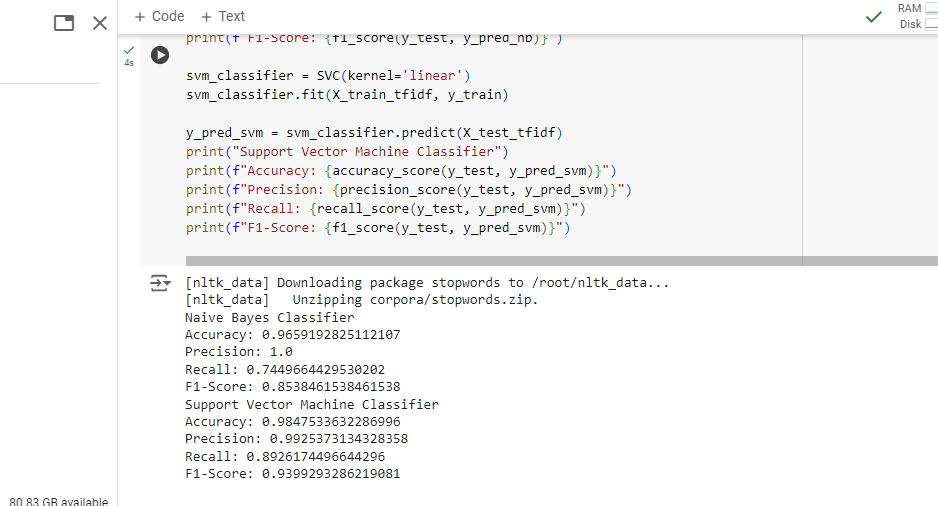 + Code + Text
RAM
Disk
4s
print(f"F1-Score: {f1_score(y_test, y_pred_nb)}")
svm_classifier = SVC(kernel='linear')
svm_classifier.fit(X_train_tfidf, y_train)
y_pred_svm = svm_classifier.predict(X_test_tfidf)
print("Support Vector Machine Classifier")
print(f"Accuracy: {accuracy_score(y_test, y_pred_svm)}")
print(f"Precision: {precision_score(y_test, y_pred_svm)}")
print(f"Recall: {recall_score(y_test, y_pred_svm)}")
print(f"F1-Score: {f1_score(y_test, y_pred_svm)}")
[nltk_data] Downloading package stopwords to /root/nltk_data...
[nltk_data]   Unzipping corpora/stopwords.zip.
Naive Bayes Classifier
Accuracy: 0.9659192825112107
Precision: 1.0
Recall: 0.7449664429530202
F1-Score: 0.8538461538461538
Support Vector Machine Classifier
Accuracy: 0.9847533632286996
Precision: 0.9925373134328358
Recall: 0.8926174496644296
F1-Score: 0.9399293286219081
80.83 GB available